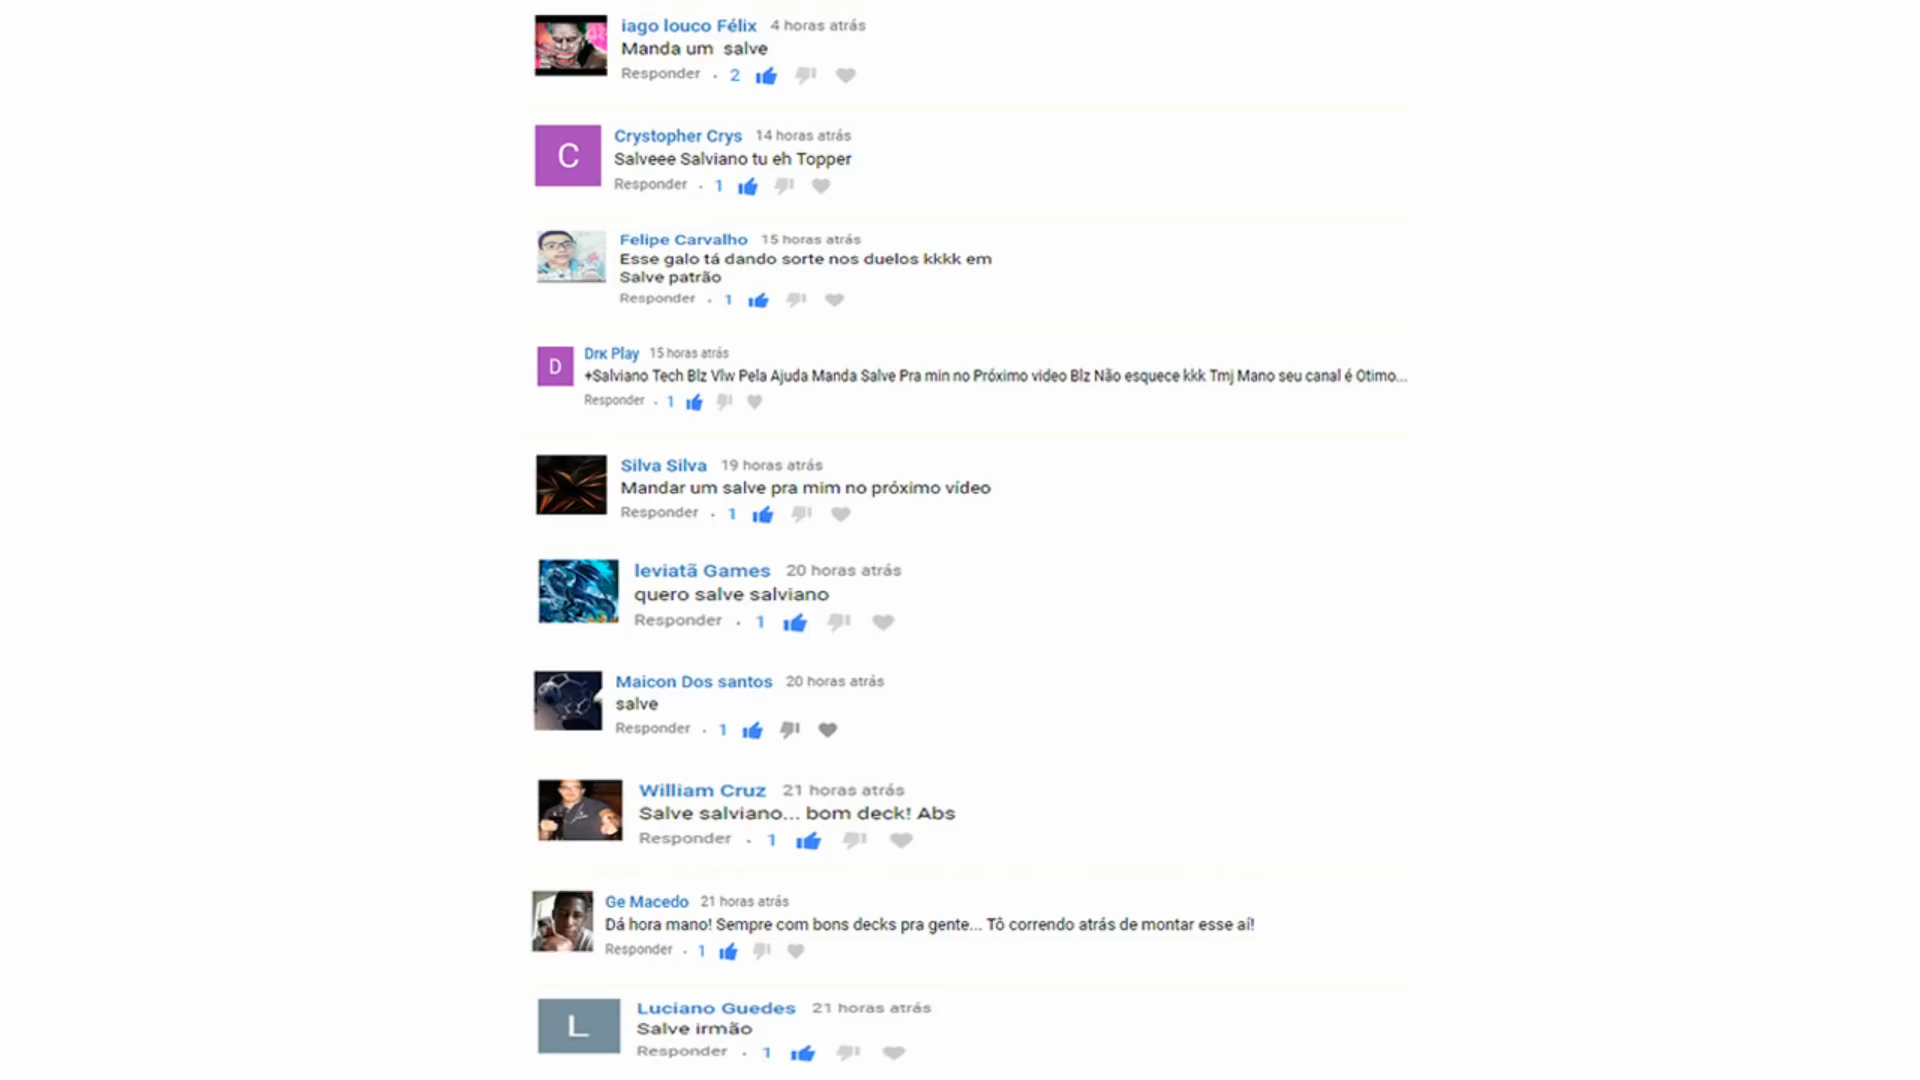 iago louco Félix 4 horas atrás
Manda um salve
Responder . 2
C
Crystopher Crys 14 horas atrás
Salveee Salviano tu eh Topper
Responder . 1
Felipe Carvalho 15 horas atrás
Esse galo tá dando sorte nos duelos kkkk em
Salve patrão
Responder . 1
D
Drĸ Play 15 horas atrás
+Salviano Tech Blz Vlw Pela Ajuda Manda Salve Pra min no Próximo video Blz Não esquece kkk Tmj Mano seu canal é Otimo...
Responder . 1
Silva Silva 19 horas atrás
Mandar um salve pra mim no próximo vídeo
Responder . 1
leviatã Games 20 horas atrás
quero salve salviano
Responder . 1
Maicon Dos santos 20 horas atrás
salve
Responder . 1
William Cruz 21 horas atrás
Salve salviano... bom deck! Abs
Responder . 1
Ge Macedo 21 horas atrás
Dá hora mano! Sempre com bons decks pra gente... Tô correndo atrás de montar esse aí!
Responder . 1
L
Luciano Guedes 21 horas atrás
Salve irmão
Responder . 1